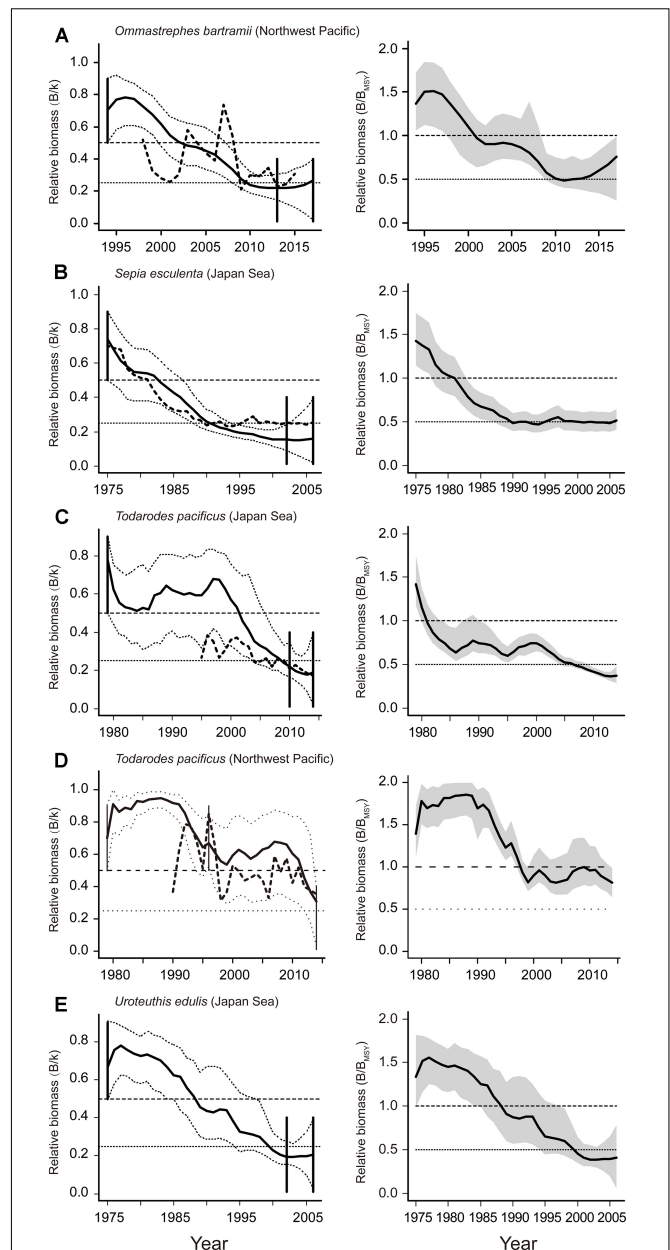 A Ommastrephes bartramii (Northwest Pacific)
Relative biomass (B/k)
1.0
0.8
0.6
0.4
0.2
0.0
1995 2000 2005 2010 2015
Relative biomass (B/BMSY)
2.0
1.5
1.0
0.5
0.0
1995 2000 2005 2010 2015
B Sepia esculenta (Japan Sea)
Relative biomass (B/k)
1.0
0.8
0.6
0.4
0.2
0.0
1975 1985 1995 2005
Relative biomass (B/BMSY)
2.0
1.5
1.0
0.5
0.0
1975 1980 1985 1990 1995 2000 2005
C Todarodes pacificus (Japan Sea)
Relative biomass (B/k)
0.8
0.6
0.4
0.2
0.0
1980 1990 2000 2010
Relative biomass (B/BMSY)
2.0
1.5
1.0
0.5
0.0
1980 1990 2000 2010
D Todarodes pacificus (Northwest Pacific)
Relative biomass (B/k)
1.0
0.8
0.6
0.4
0.2
0.0
1980 1990 2000 2010
Relative biomass (B/BMSY)
2.0
1.5
1.0
0.5
0.0
1980 1990 2000 2010
E Uroteuthis edulis (Japan Sea)
Relative biomass (B/k)
0.8
0.6
0.4
0.2
0.0
1975 1985 1995 2005
Year
Relative biomass (B/BMSY)
2.0
1.5
1.0
0.5
0.0
1975 1980 1985 1990 1995 2000 2005
Year